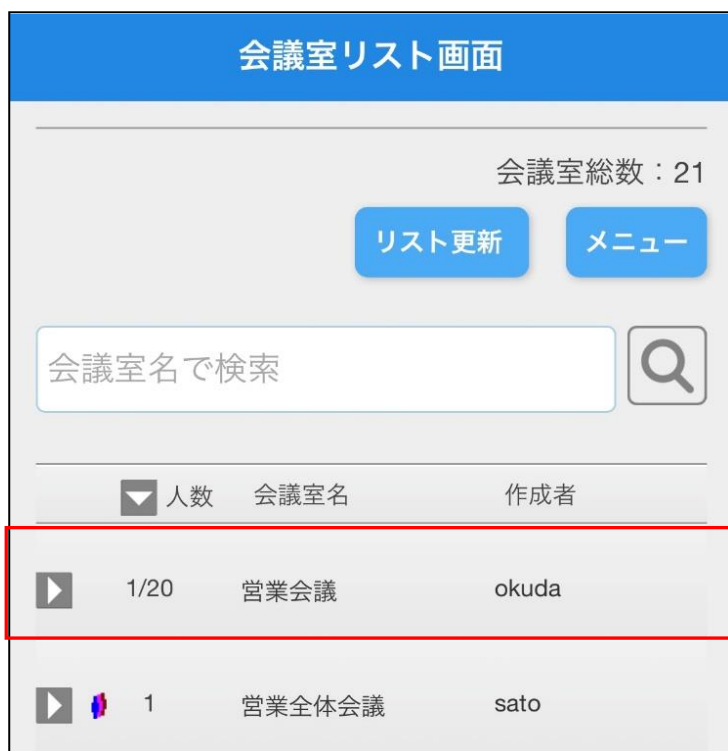 会議室リスト画面
会議室総数：21
リスト更新 メニュー
会議室名で検索
人数 会議室名 作成者
1/20 営業会議 okuda
1 営業全体会議 sato